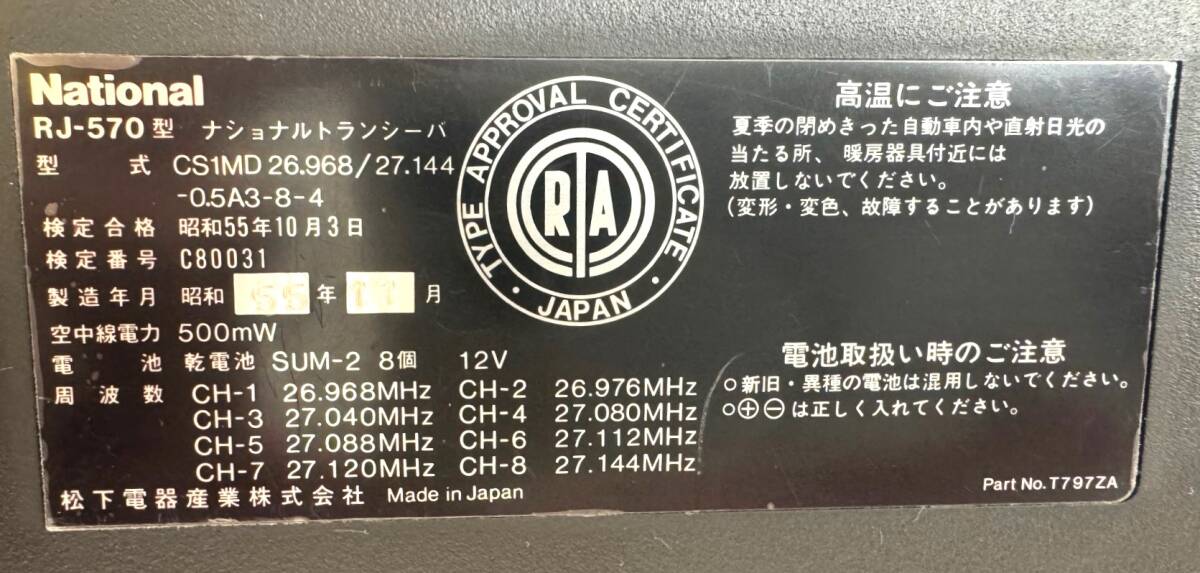 National
RJ-570型 ナショナルトランシーバ
型 式 CS1MD 26.968/27.144
-0.5A3-8-4
検定合格 昭和55年10月3日
検定番号 C80031
製造年月 昭和 年 11 月
空中線電力 500mW
電 池 乾電池 SUM-2 8個 12V
周波数 CH-1 26.968MHz CH-2 26.976MHz
CH-3 27.040MHz CH-4 27.080MHz
CH-5 27.088MHz CH-6 27.112MHz
CH-7 27.120MHz CH-8 27.144MHz
松下電器産業株式会社 Made in Japan
TYPE APPROVAL CERTIFICATE
RTA
JAPAN
高温にご注意
夏季の閉めきった自動車内や直射日光の
当たる所、暖房器具付近には
放置しないでください。
(変形・変色、故障することがあります)
電池取扱い時のご注意
○新旧・異種の電池は混用しないでください。
○⊕⊖は正しく入れてください。
Part No. T797ZA